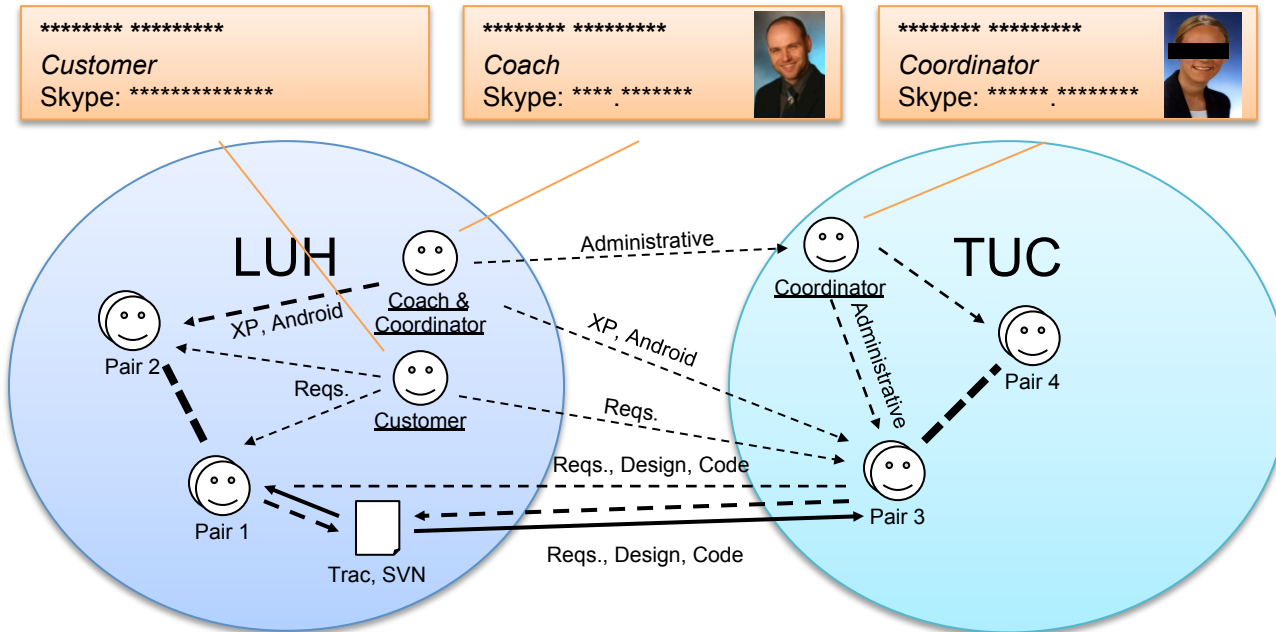 ******** *********
Customer
Skype: **************
******** *********
Coach
Skype: ****.*******
******** *********
Coordinator
Skype: ******.********
LUH
TUC
Administrative
Coach &
Coordinator
Coordinator
XP, Android
XP, Android
Administrative
Pair 2
Pair 4
Reqs.
Customer
Reqs.
Reqs., Design, Code
Pair 1
Pair 3
Reqs., Design, Code
Trac, SVN